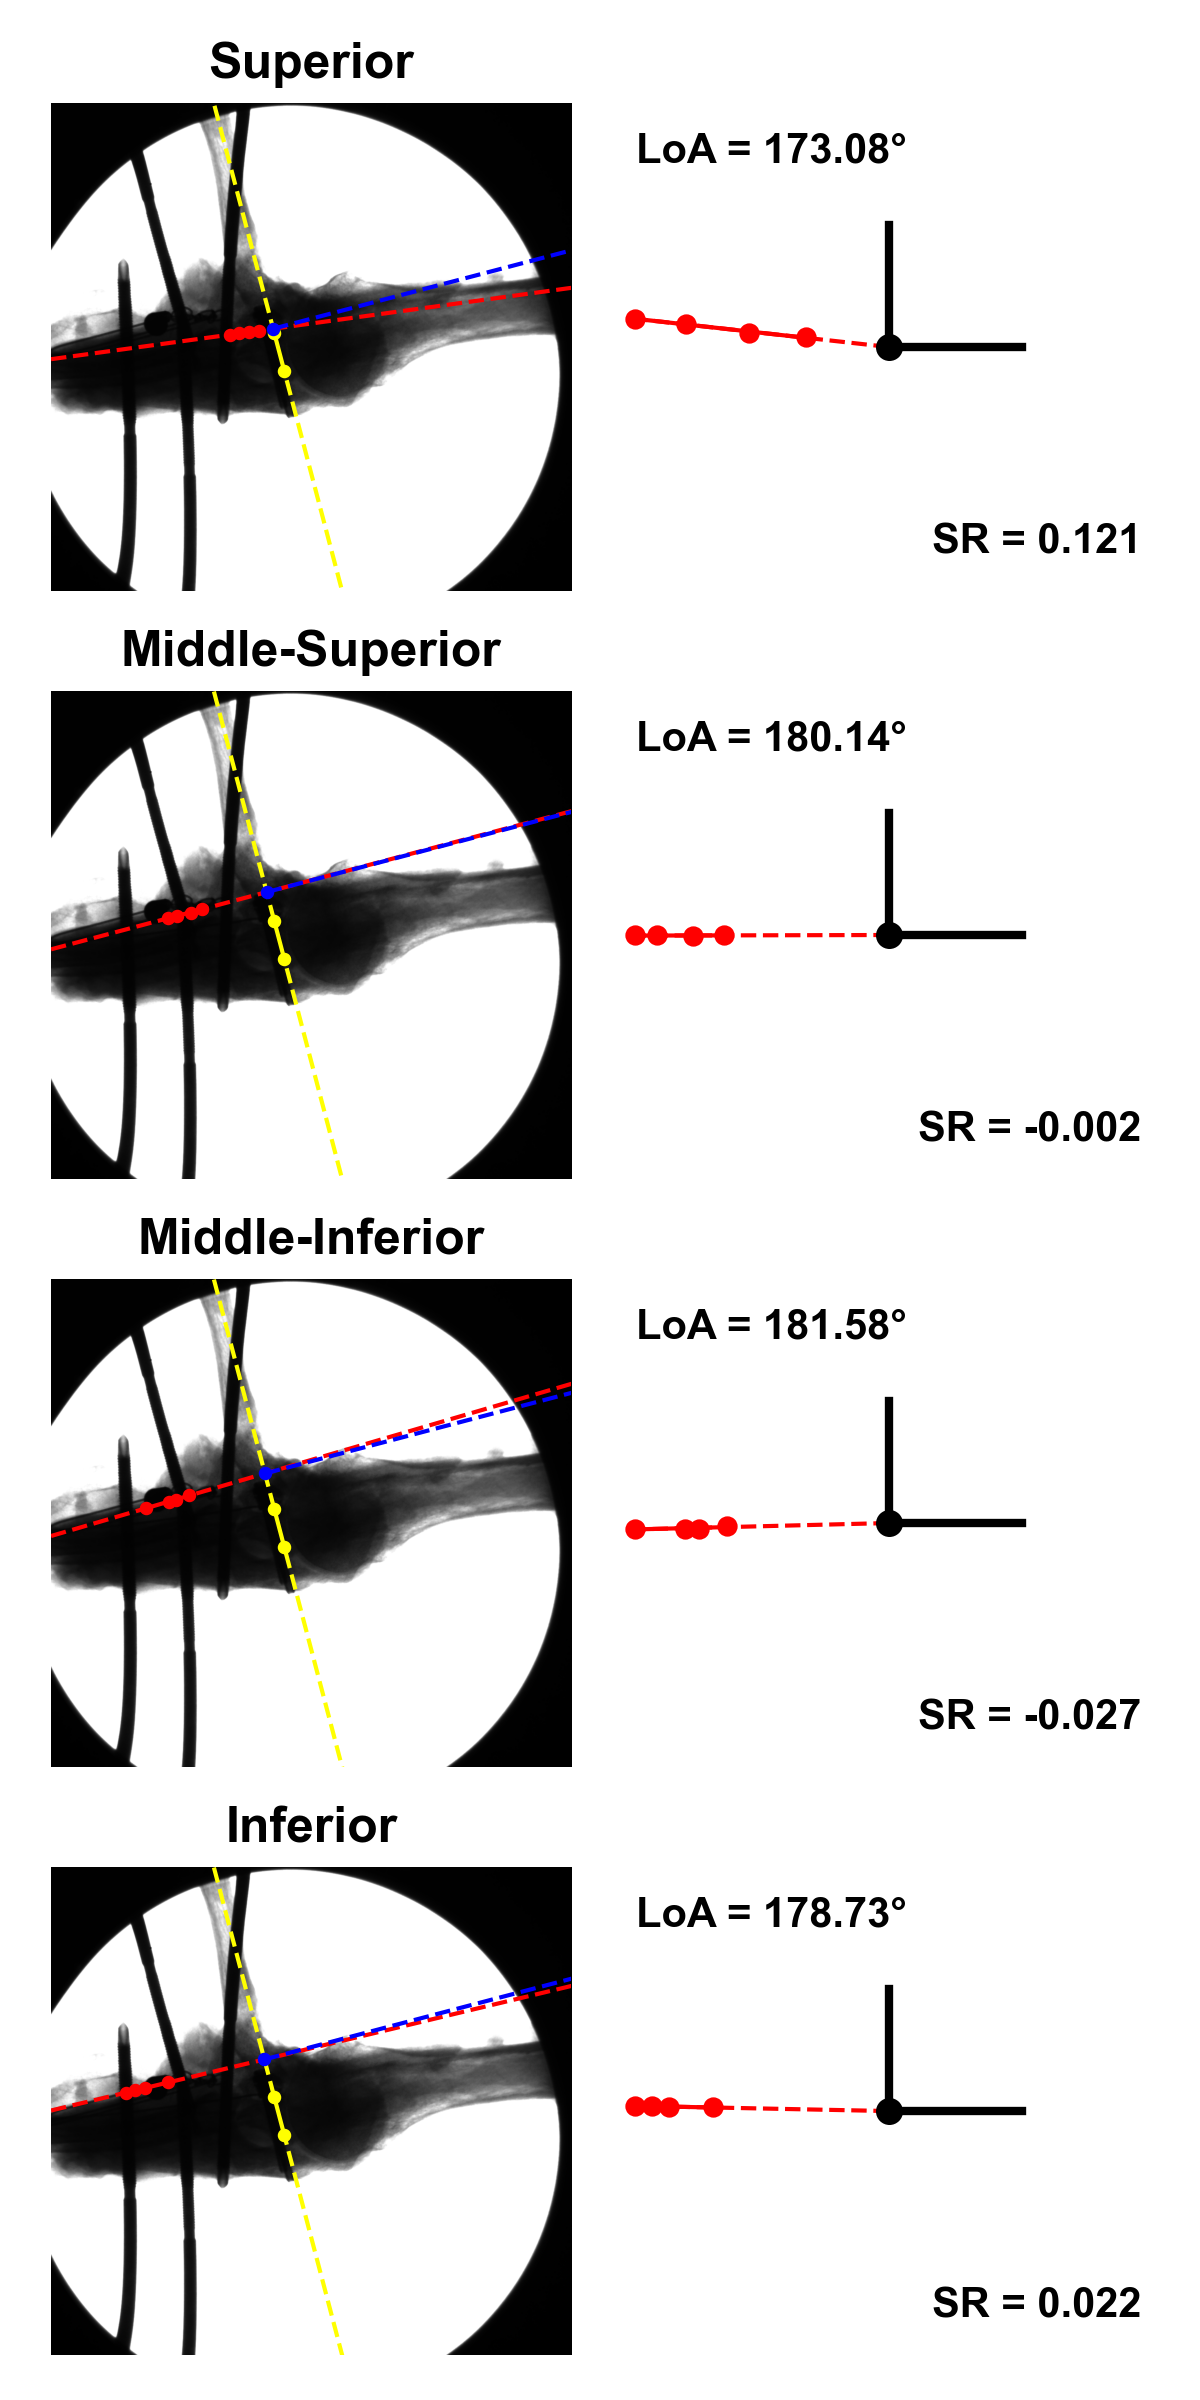 Superior
LoA = 173.08°
SR = 0.121
Middle-Superior
LoA = 180.14°
SR = -0.002
Middle-Inferior
LoA = 181.58°
SR = -0.027
Inferior
LoA = 178.73°
SR = 0.022